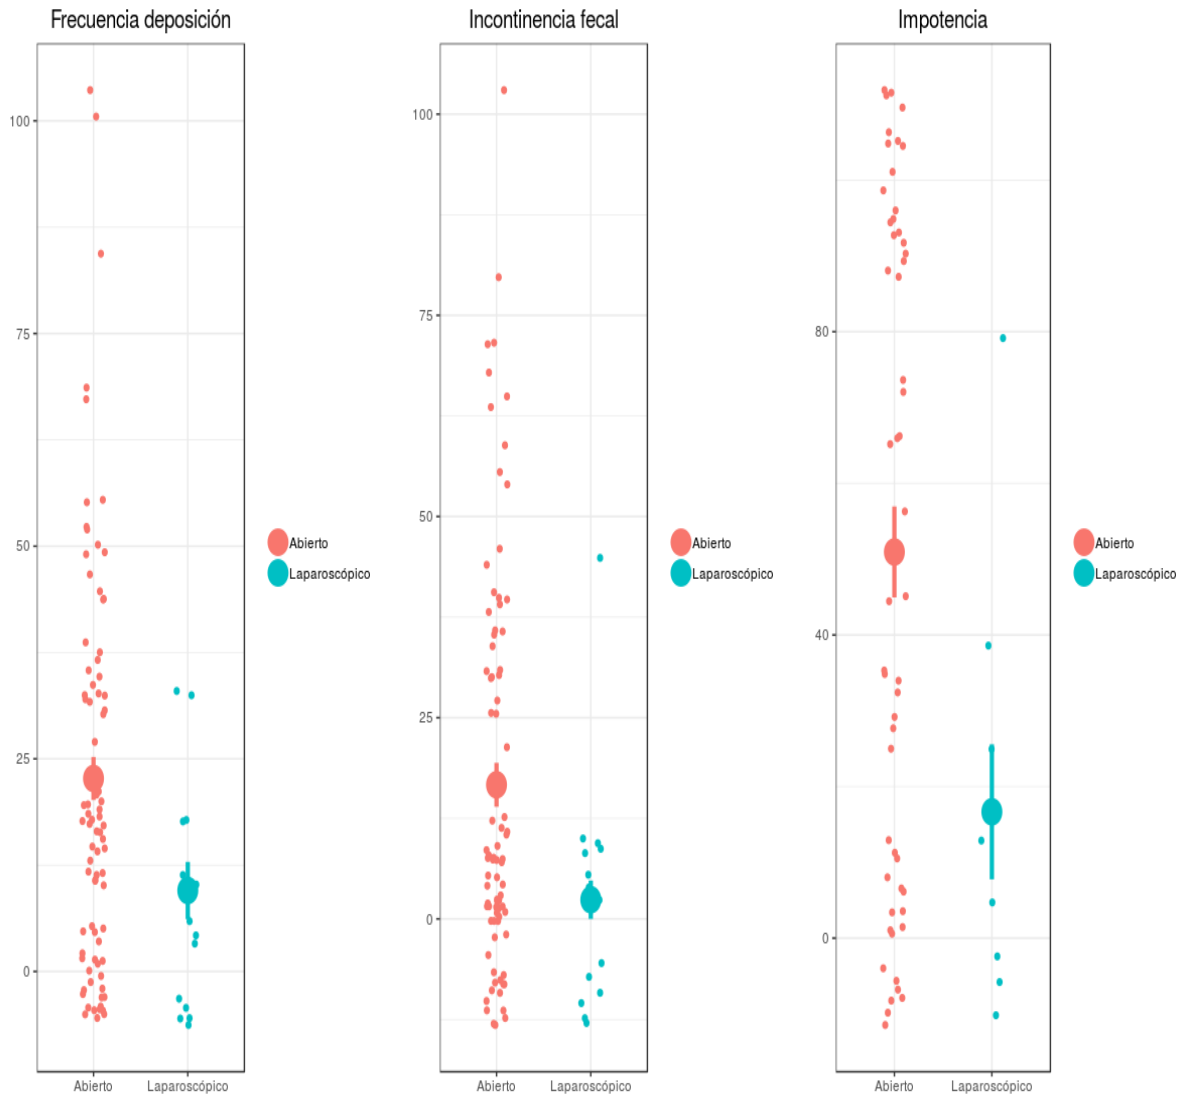 Frecuencia deposición
100
75
50
25
0
Abierto
Laparoscópico
Abierto
Laparoscópico
Incontinencia fecal
100
75
50
25
0
Abierto
Laparoscópico
Abierto
Laparoscópico
Impotencia
80
40
0
Abierto
Laparoscópico
Abierto
Laparoscópico